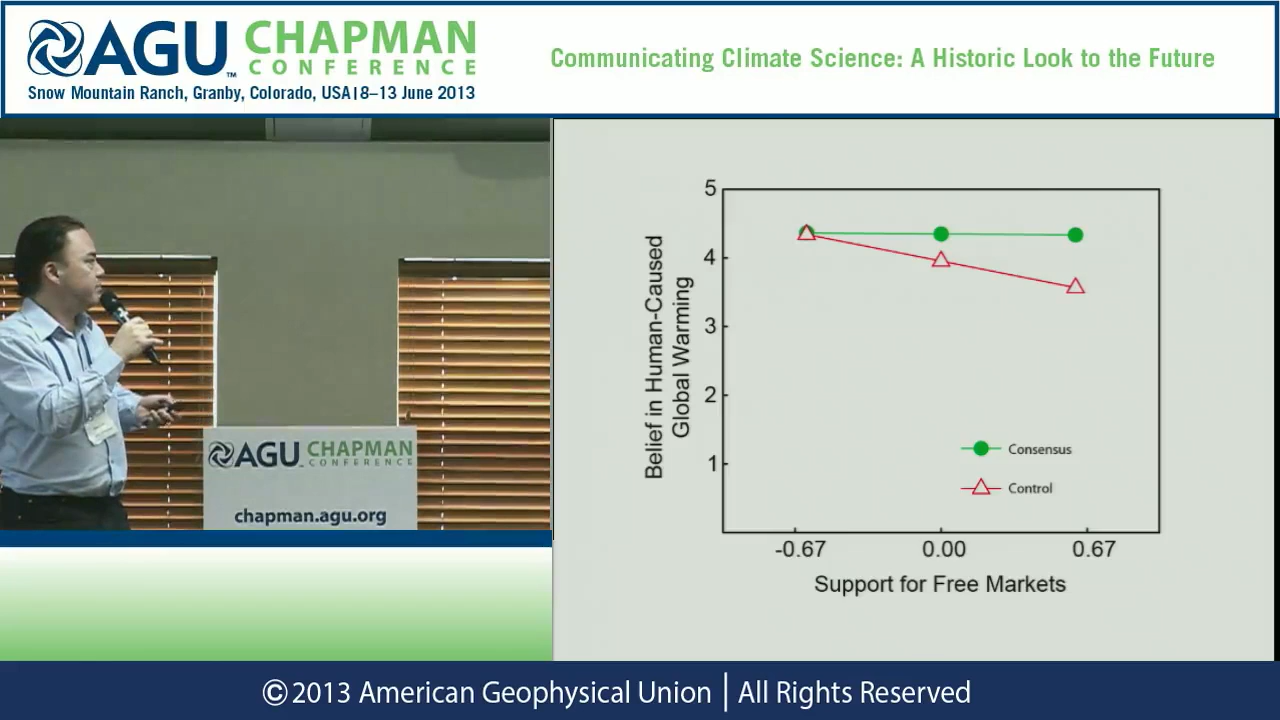 AGU CHAPMAN
CONFERENCE
Snow Mountain Ranch, Granby, Colorado, USA | 8–13 June 2013
Communicating Climate Science: A Historic Look to the Future
AGU CHAPMAN
CONFERENCE
chapman.agu.org
Belief in Human-Caused
Global Warming
5
4
3
2
1
Consensus
Control
-0.67 0.00 0.67
Support for Free Markets
©2013 American Geophysical Union | All Rights Reserved